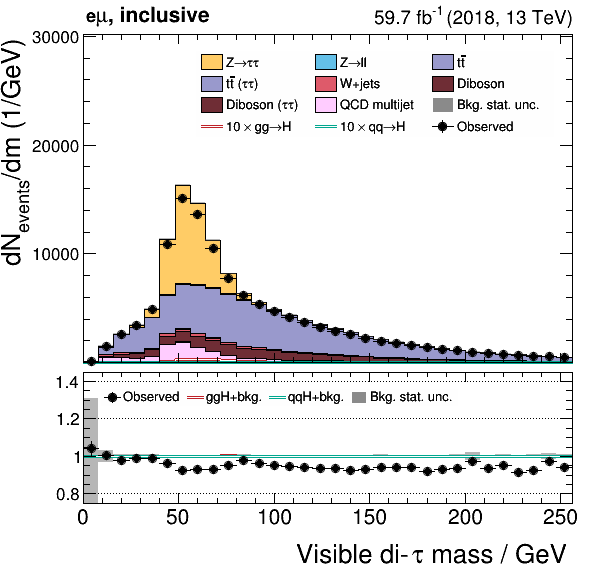 eμ, inclusive 59.7 fb⁻¹ (2018, 13 TeV)
30000
Z→ττ Z→ll tt̄
tt̄ (ττ) W+jets Diboson
Diboson (ττ) QCD multijet Bkg. stat. unc.
10 × gg→H 10 × qq→H Observed
20000
10000
dN_events/dm (1/GeV)
1.4
Observed ggH+bkg. qqH+bkg. Bkg. stat. unc.
1.2
1
0.8
0 50 100 150 200 250
Visible di-τ mass / GeV